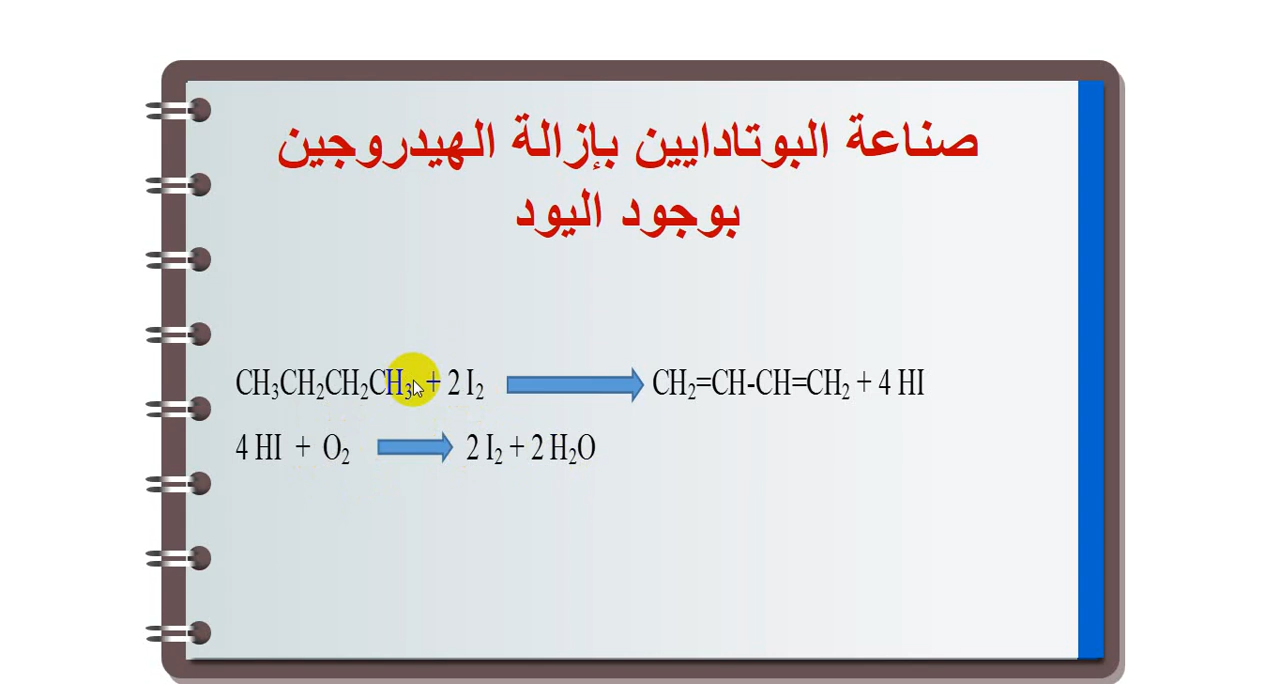 صناعة البوتادايين بإزالة الهيدروجين
بوجود اليود
CH₃CH₂CH₂CH₃ + 2 I₂ → CH₂=CH-CH=CH₂ + 4 HI
4 HI + O₂ → 2 I₂ + 2 H₂O